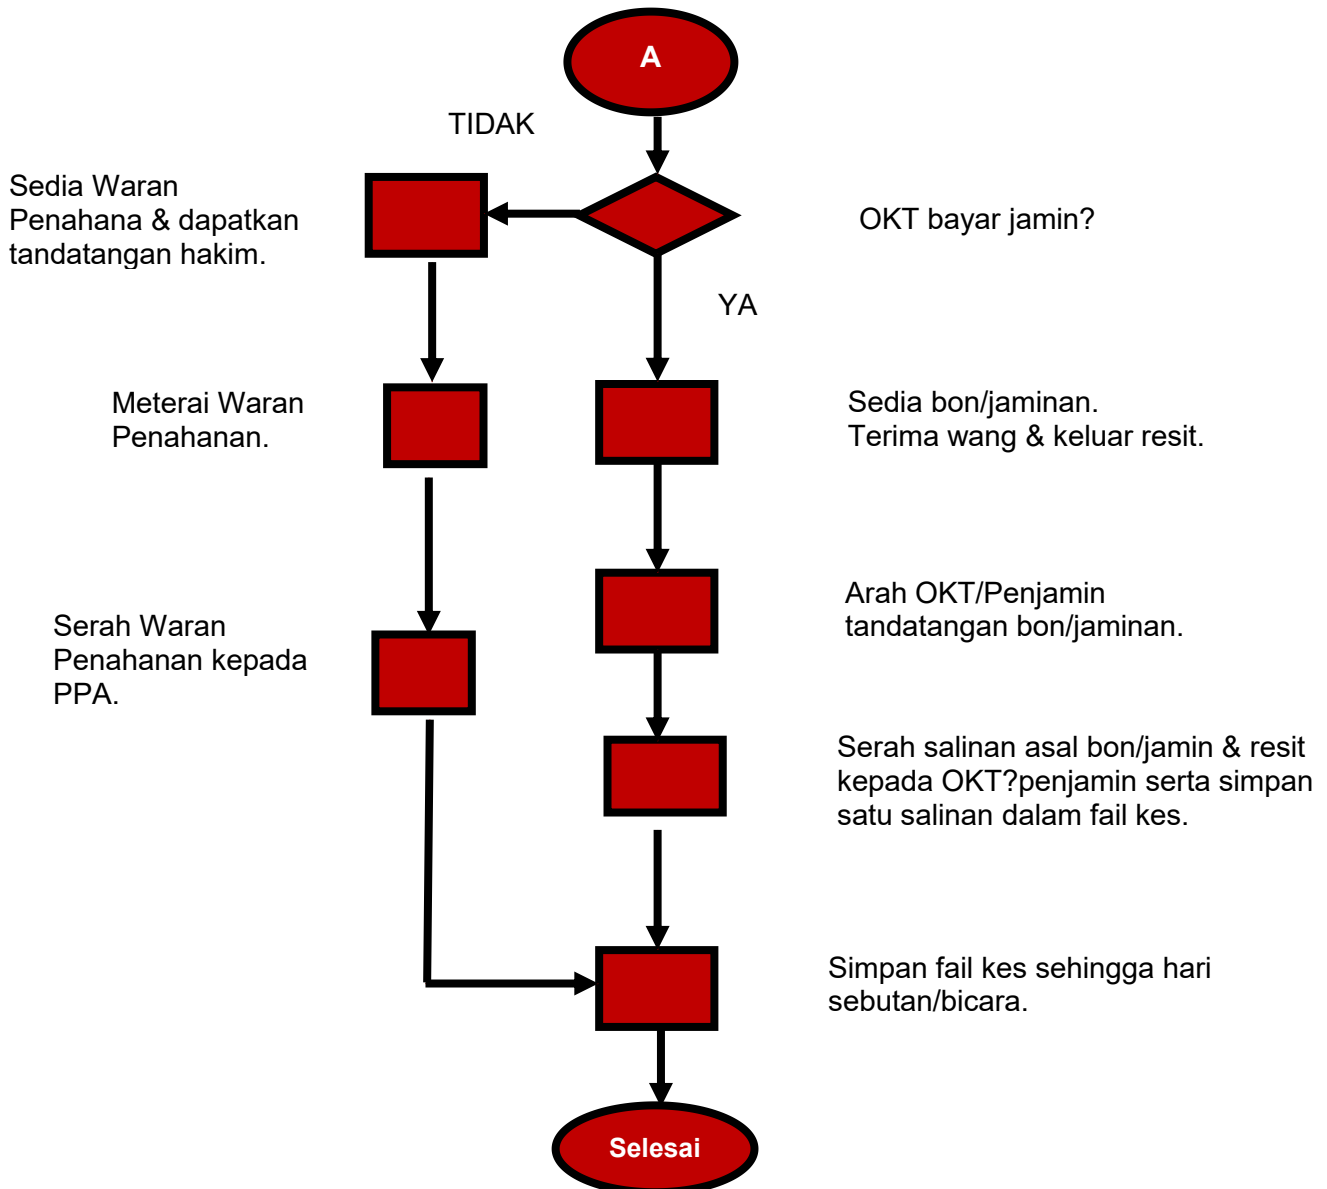 A
TIDAK
Sedia Waran
Penahana & dapatkan
tandatangan hakim.
OKT bayar jamin?
YA
Meterai Waran
Penahanan.
Sedia bon/jaminan.
Terima wang & keluar resit.
Serah Waran
Penahanan kepada
PPA.
Arah OKT/Penjamin
tandatangan bon/jaminan.
Serah salinan asal bon/jamin & resit
kepada OKT?penjamin serta simpan
satu salinan dalam fail kes.
Simpan fail kes sehingga hari
sebutan/bicara.
Selesai